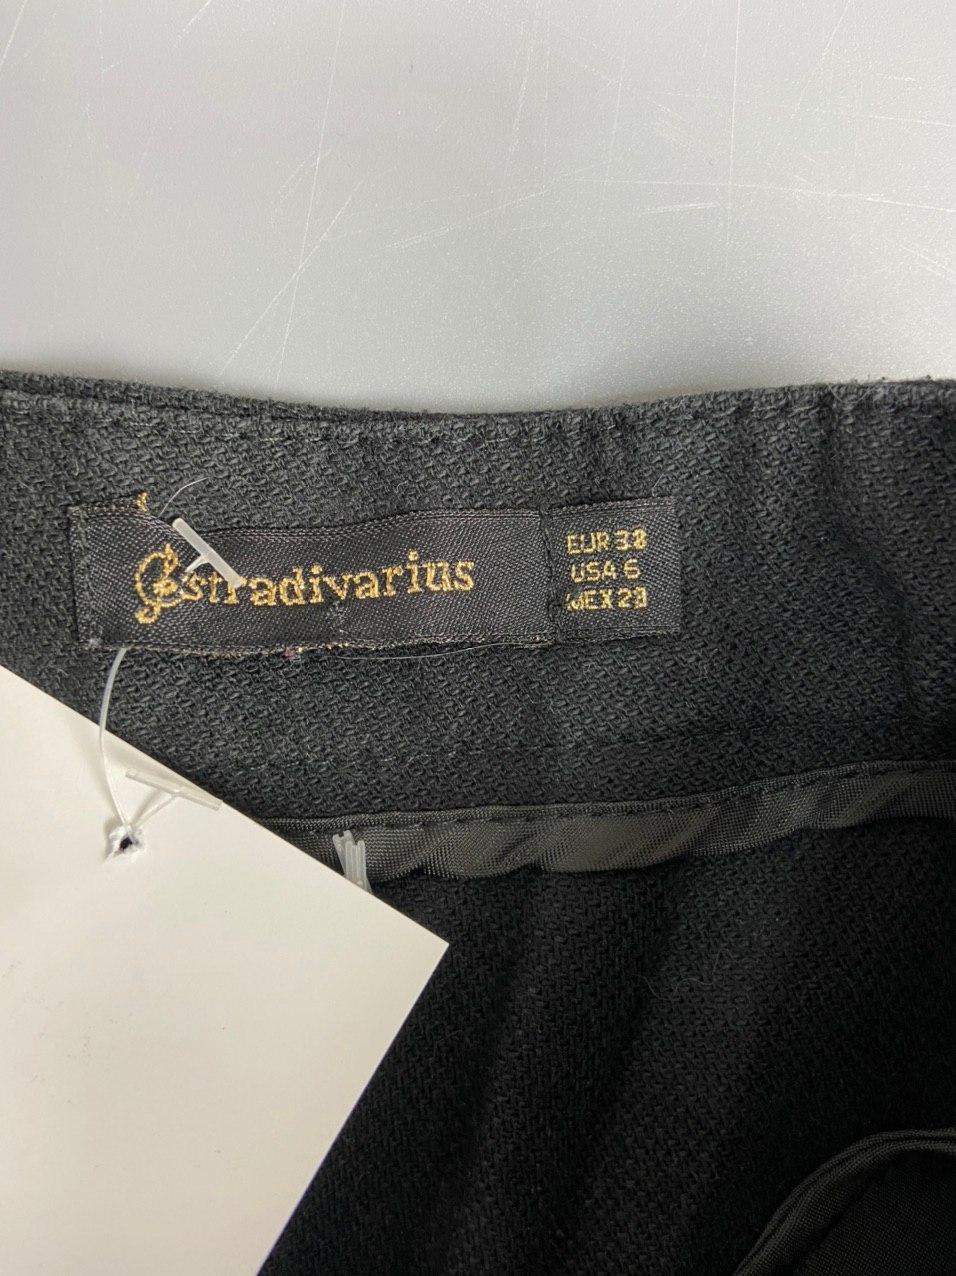 stradivarius
EUR 38
USA 6
MEX 28